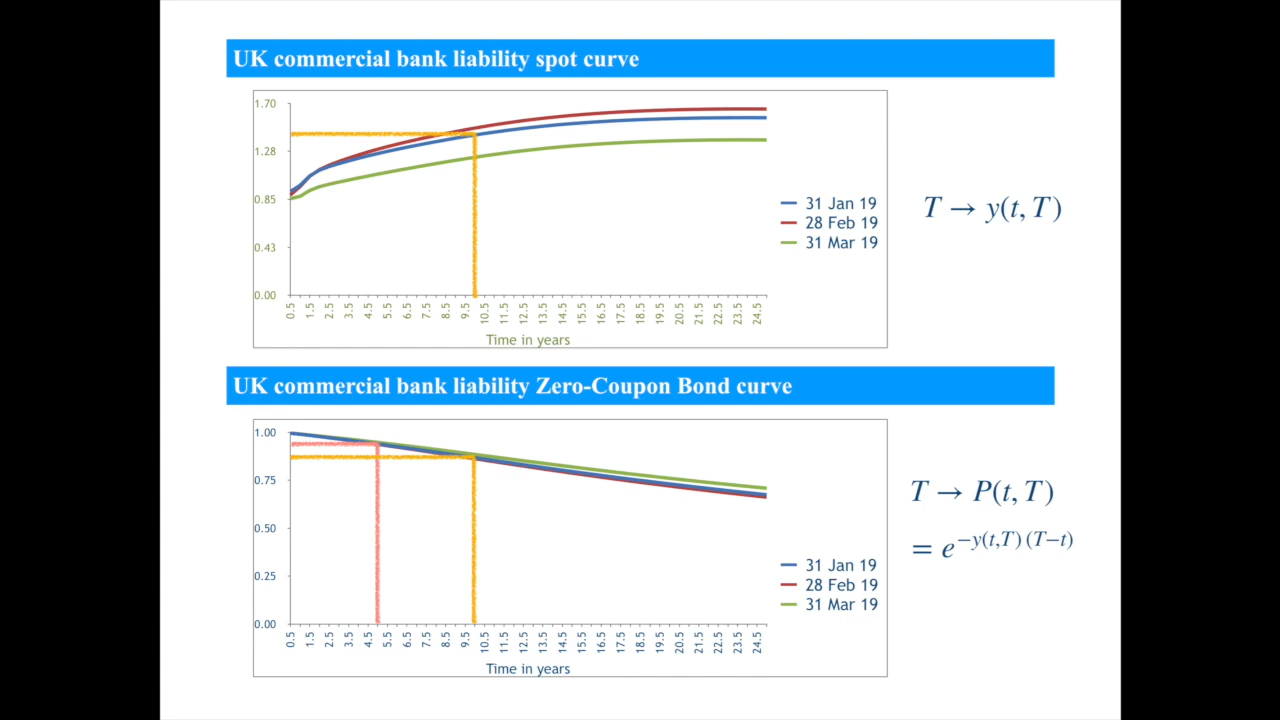 UK commercial bank liability spot curve
1.70
1.28
0.85
0.43
0.00
0.5 1.5 2.5 3.5 4.5 5.5 6.5 7.5 8.5 9.5 10.5 11.5 12.5 13.5 14.5 15.5 16.5 17.5 18.5 19.5 20.5 21.5 22.5 23.5 24.5
Time in years
31 Jan 19
28 Feb 19
31 Mar 19
T → y(t, T)
UK commercial bank liability Zero-Coupon Bond curve
1.00
0.75
0.50
0.25
0.00
0.5 1.5 2.5 3.5 4.5 5.5 6.5 7.5 8.5 9.5 10.5 11.5 12.5 13.5 14.5 15.5 16.5 17.5 18.5 19.5 20.5 21.5 22.5 23.5 24.5
Time in years
31 Jan 19
28 Feb 19
31 Mar 19
T → P(t, T)
= e^{−y(t,T) (T−t)}